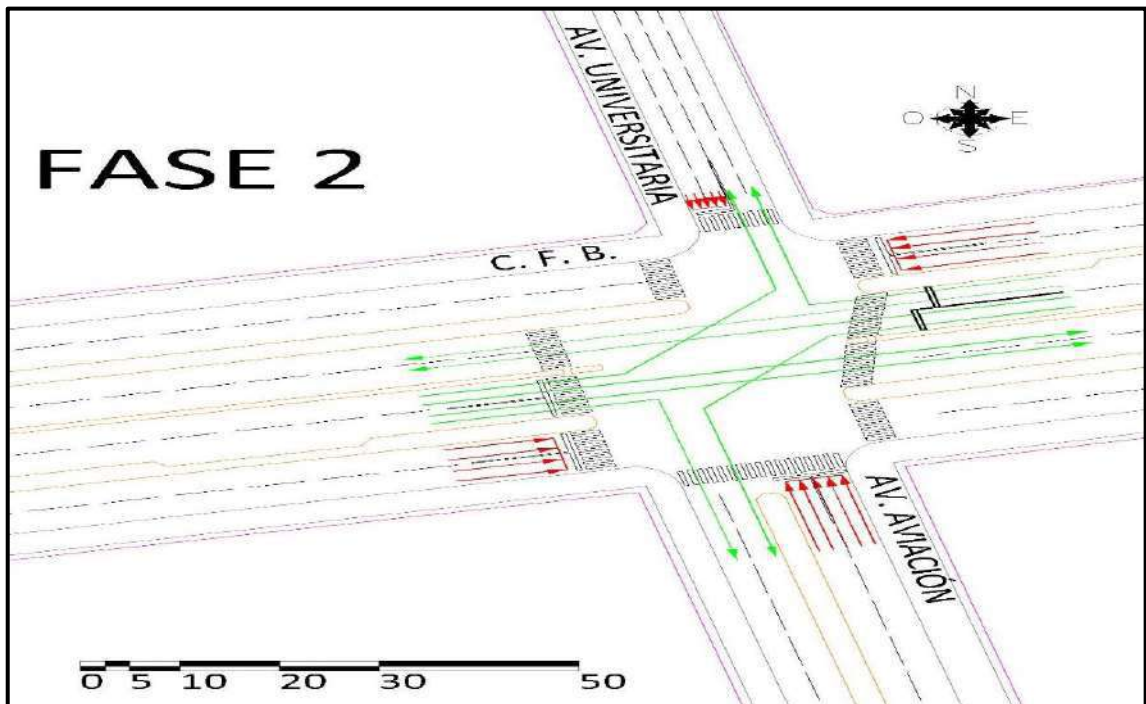 AV. UNIVERSITARIA
N
O
E
S
FASE 2
C. F. B.
AV. AVIACIÓN
0 5 10 20 30 50